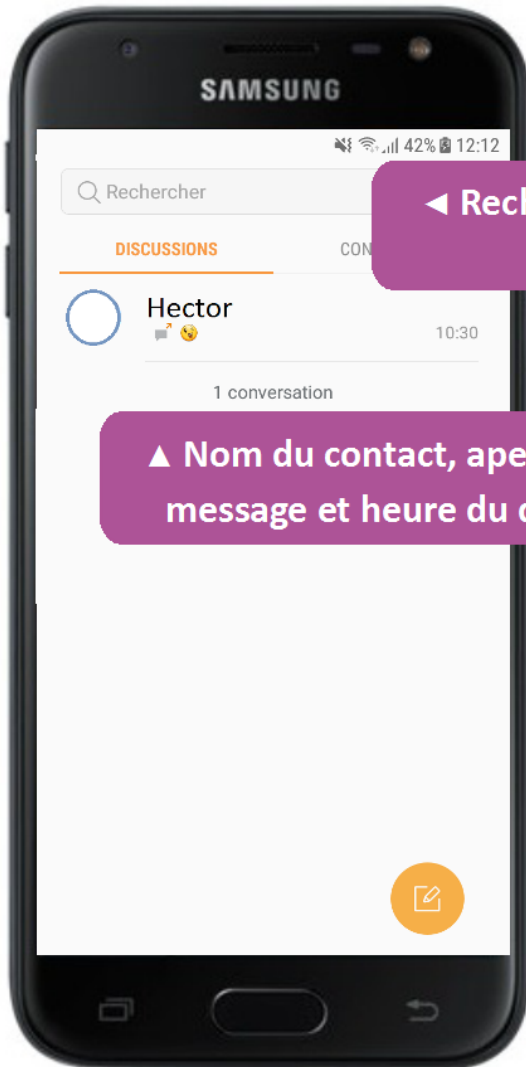 SAMSUNG
42% 12:12
Rechercher
◄ Rech
DISCUSSIONS CON
Hector
10:30
1 conversation
▲ Nom du contact, ape
message et heure du